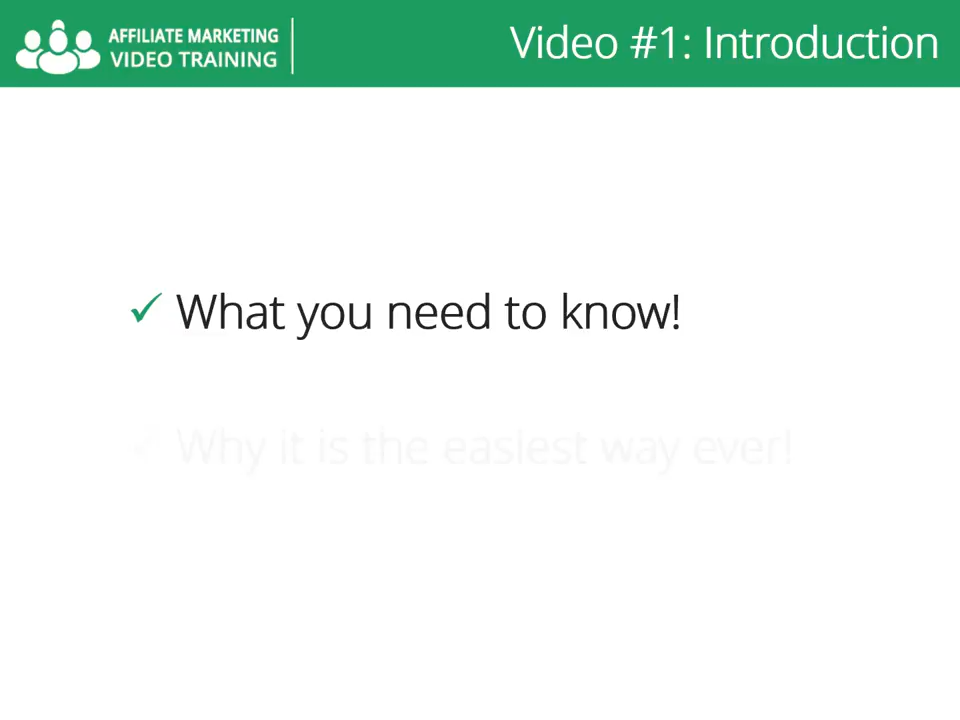 AFFILIATE MARKETING
VIDEO TRAINING
Video #1: Introduction
✓ What you need to know!
✓ Why it is the easiest way ever!